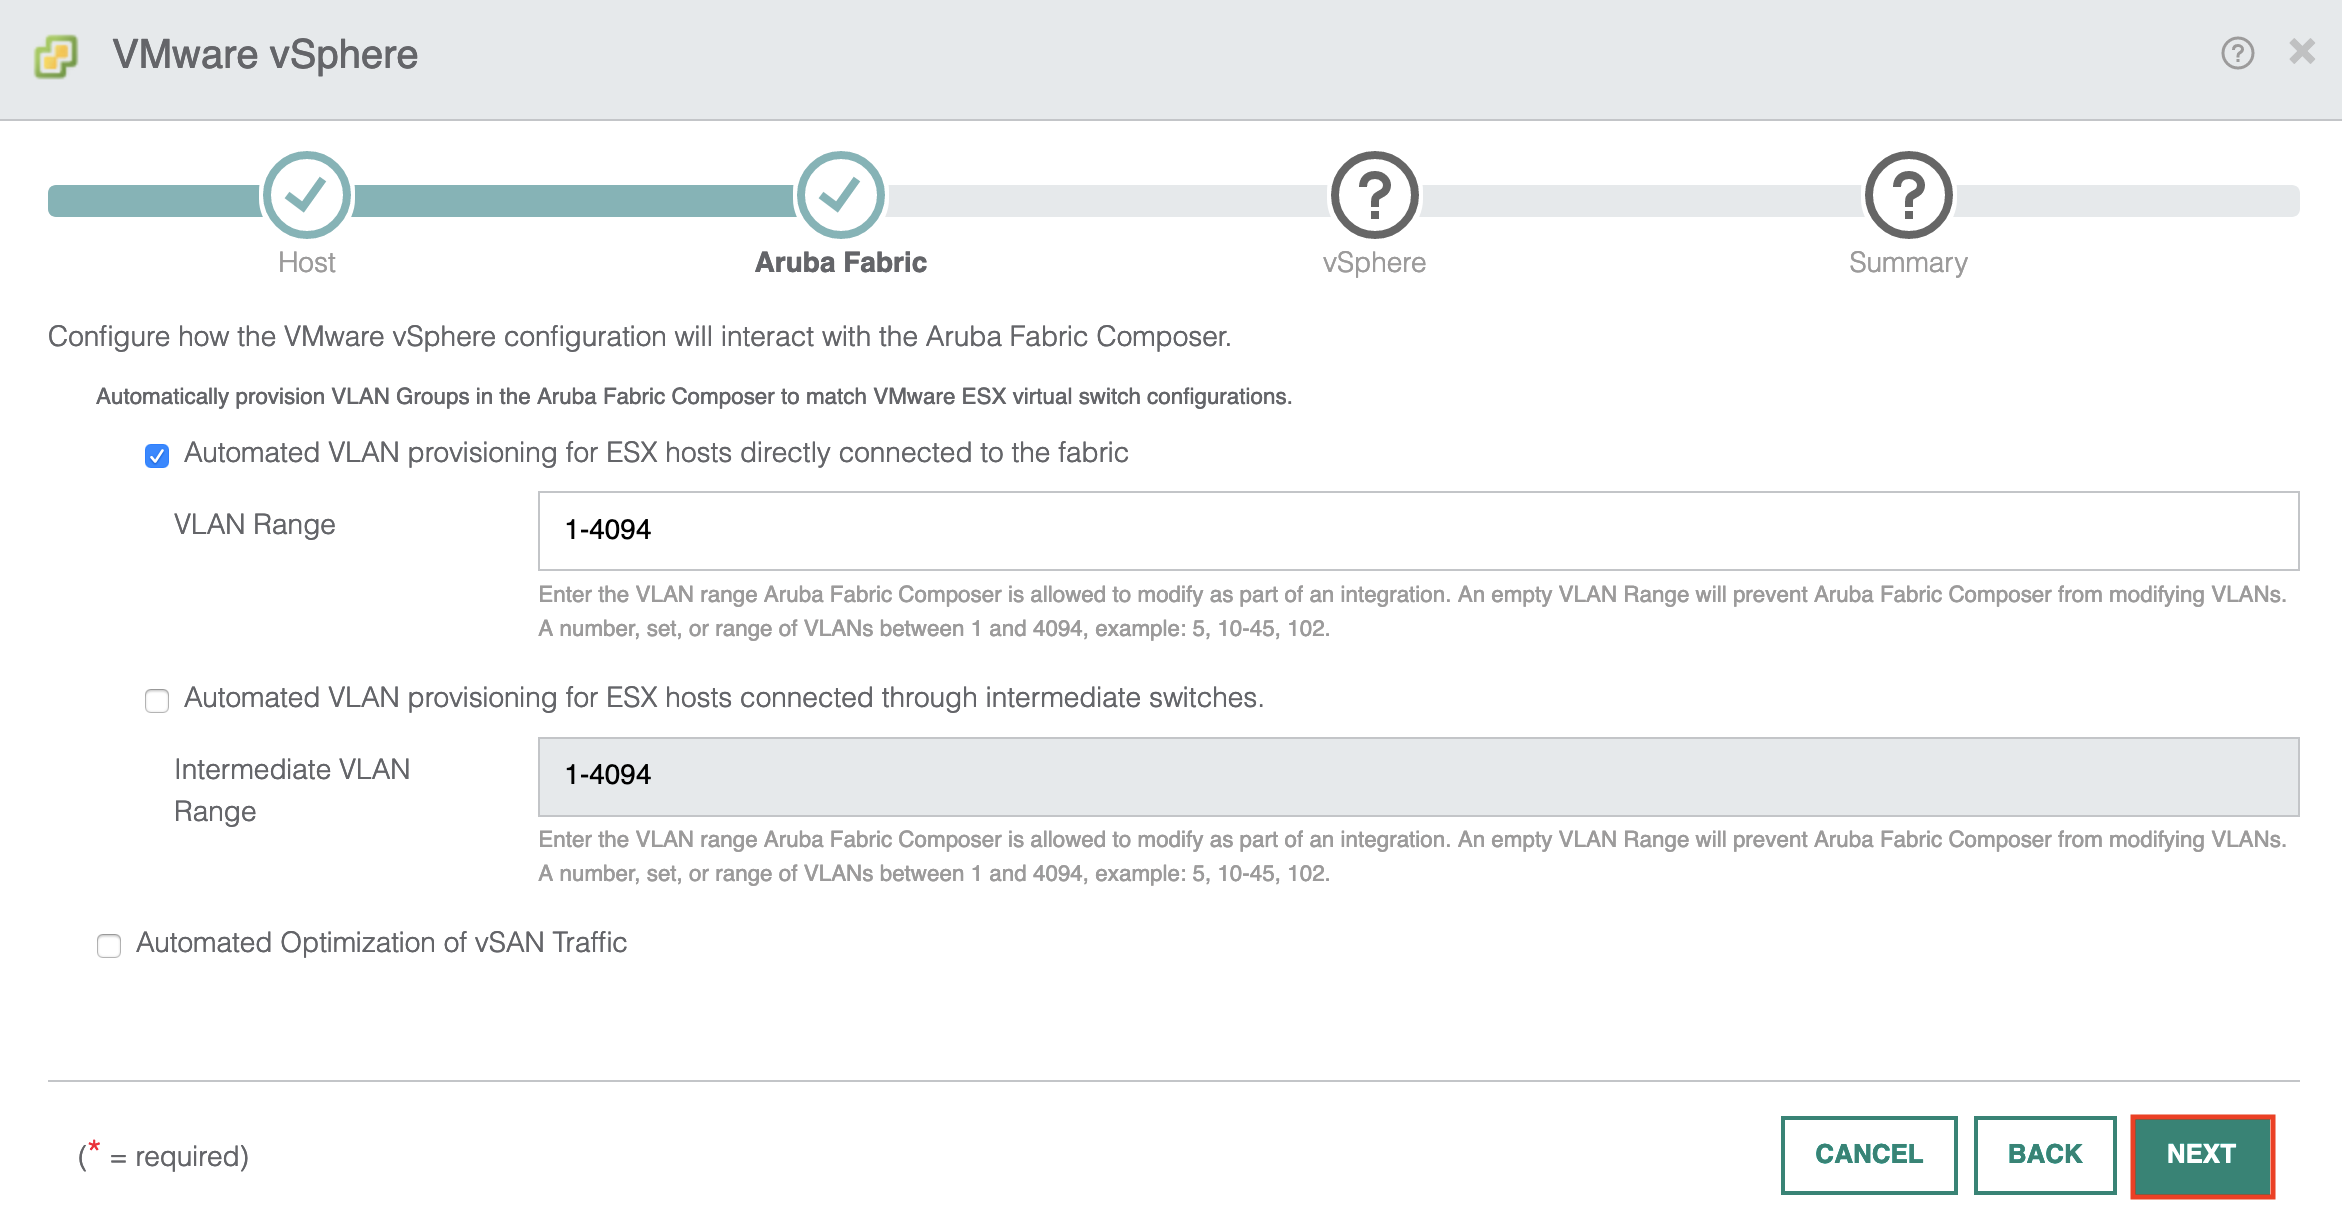 VMware vSphere
?
Host
Aruba Fabric
?
vSphere
?
Summary
Configure how the VMware vSphere configuration will interact with the Aruba Fabric Composer.
Automatically provision VLAN Groups in the Aruba Fabric Composer to match VMware ESX virtual switch configurations.
Automated VLAN provisioning for ESX hosts directly connected to the fabric
VLAN Range
1-4094
Enter the VLAN range Aruba Fabric Composer is allowed to modify as part of an integration. An empty VLAN Range will prevent Aruba Fabric Composer from modifying VLANs.
A number, set, or range of VLANs between 1 and 4094, example: 5, 10-45, 102.
Automated VLAN provisioning for ESX hosts connected through intermediate switches.
Intermediate VLAN
Range
1-4094
Enter the VLAN range Aruba Fabric Composer is allowed to modify as part of an integration. An empty VLAN Range will prevent Aruba Fabric Composer from modifying VLANs.
A number, set, or range of VLANs between 1 and 4094, example: 5, 10-45, 102.
Automated Optimization of vSAN Traffic
(* = required)
CANCEL
BACK
NEXT